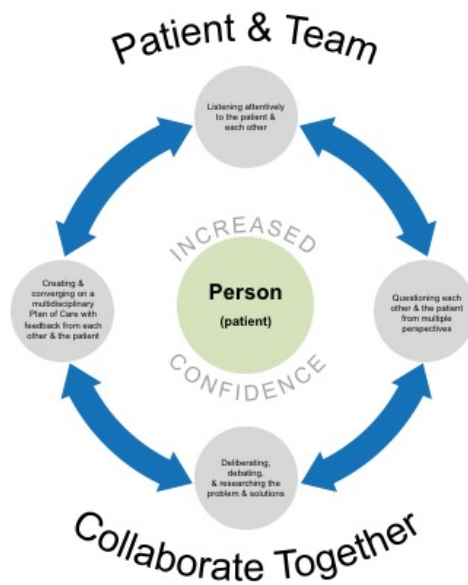 Patient & Team
Listening attentively
to the patient &
each other
INCREASED
Creating &
converging on a
multidisciplinary
Plan of Care with
feedback from each
other & the patient
Person
(patient)
Questioning each
other & the patient
from multiple
perspectives
CONFIDENCE
Deliberating,
debating,
& researching the
problem & solutions
Collaborate Together